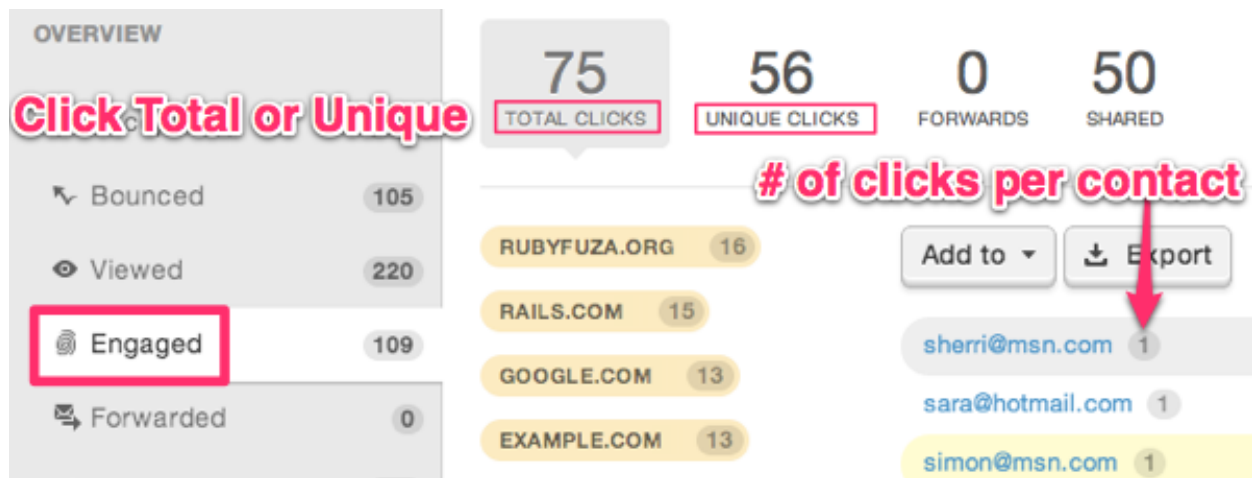 OVERVIEW
Click Total or Unique
Bounced 105
Viewed 220
Engaged 109
Forwarded 0
75 56 0 50
TOTAL CLICKS UNIQUE CLICKS FORWARDS SHARED
# of clicks per contact
RUBYFUZA.ORG 16
RAILS.COM 15
GOOGLE.COM 13
EXAMPLE.COM 13
Add to Export
sherri@msn.com 1
sara@hotmail.com 1
simon@msn.com 1